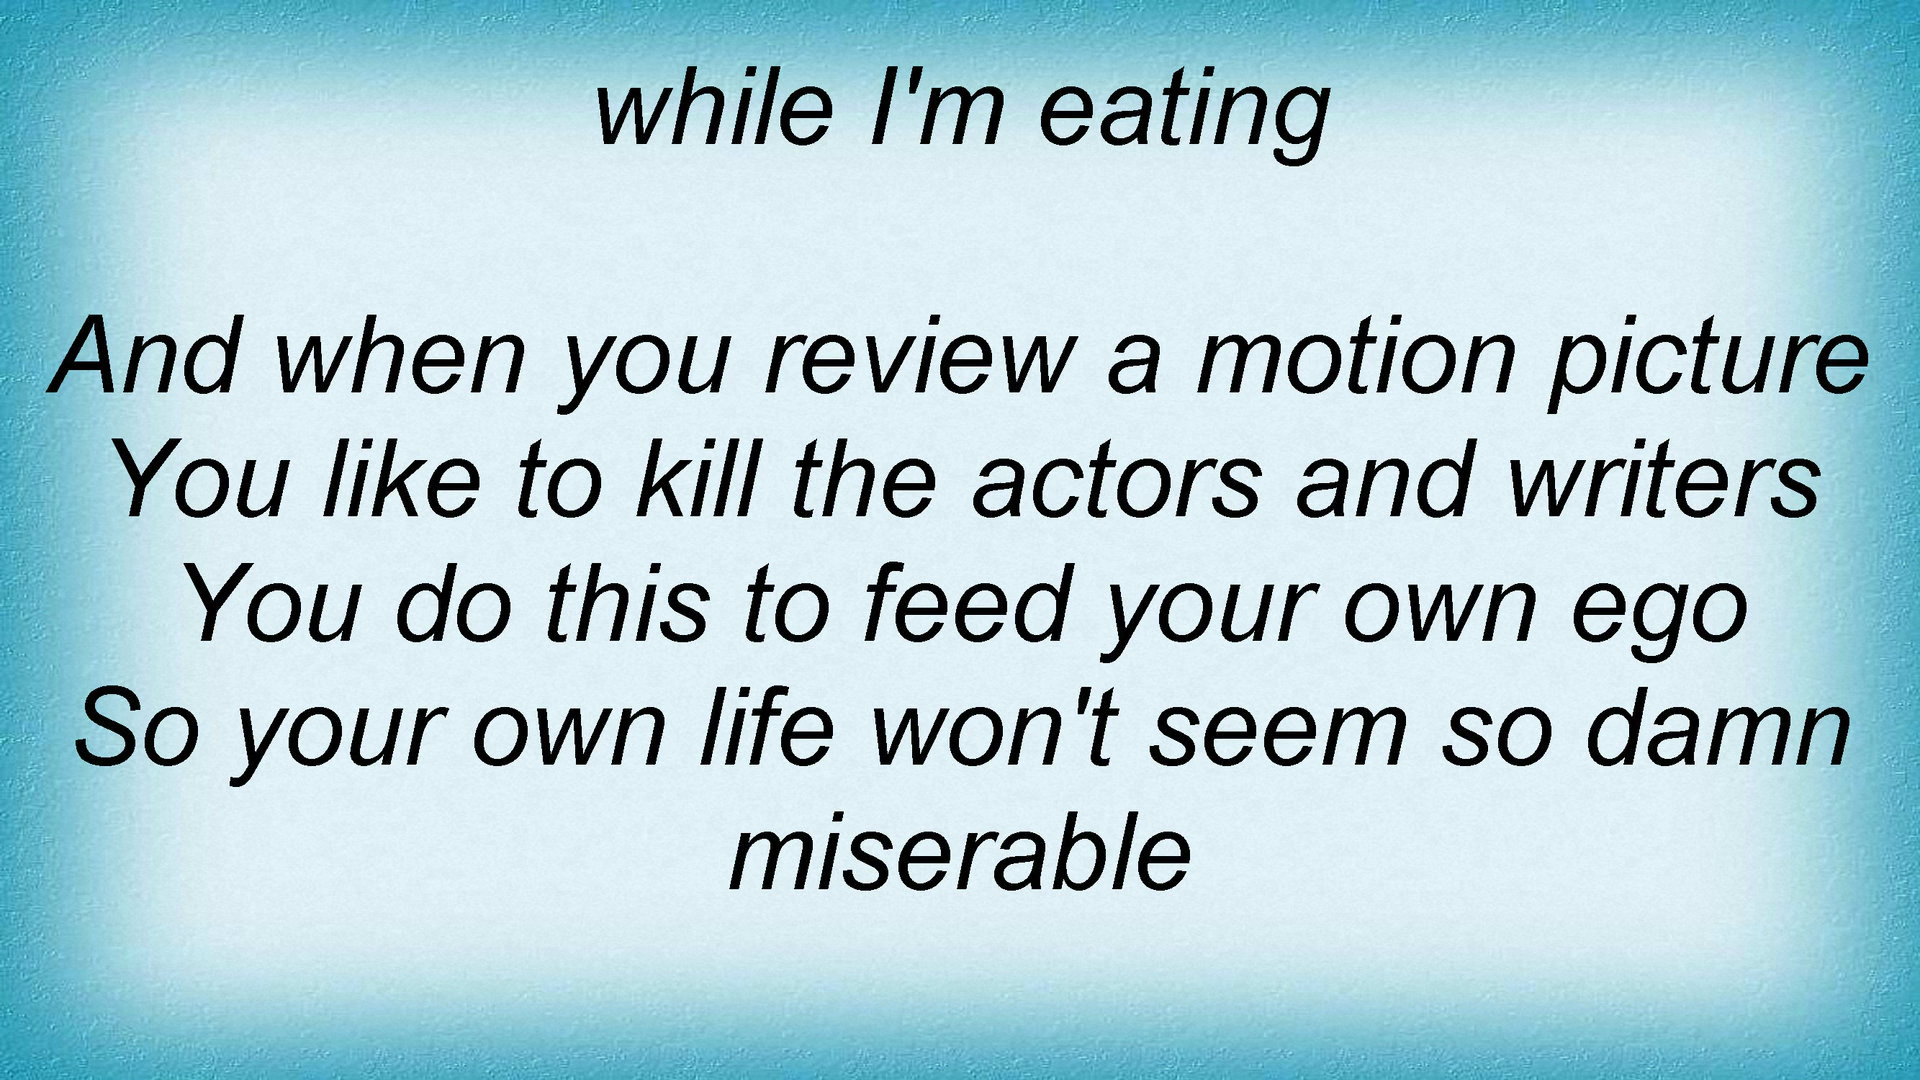 while I'm eating
And when you review a motion picture
You like to kill the actors and writers
You do this to feed your own ego
So your own life won't seem so damn
miserable